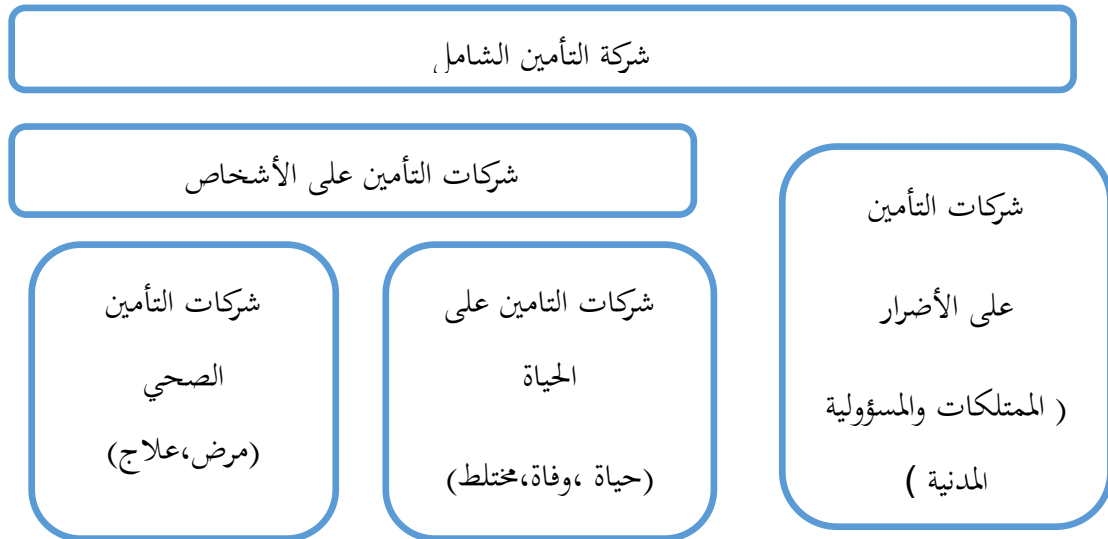 شركة التأمين الشامل
شركات التأمين على الأشخاص
شركات التأمين
على الأضرار
( الممتلكات والمسؤولية
المدنية )
شركات التامين على
الحياة
(حياة ،وفاة،مختلط)
شركات التأمين
الصحي
(مرض،علاج)